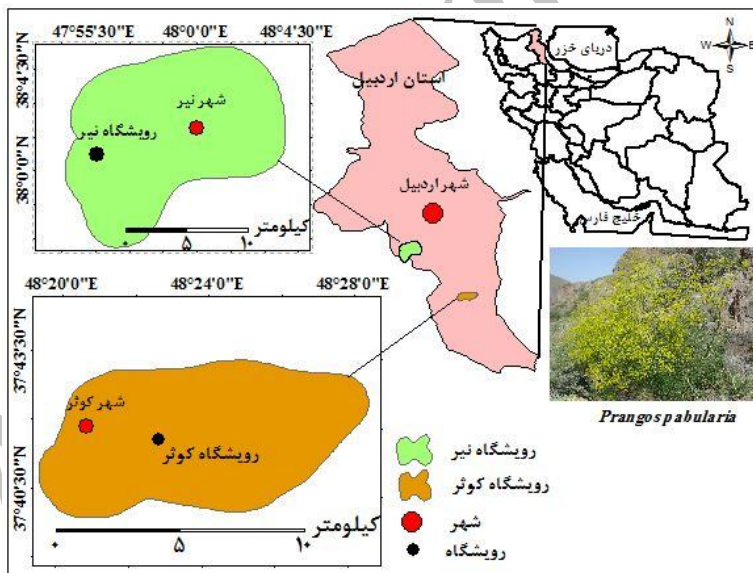 47°55'30"E 48°0'0"E 48°4'30"E
38°4'30"N
38°0'0"N
شهر نیر
رویشگاه نیر
کیلومتر
۰ ۵ ۱۰
استان اردبیل
شهر اردبیل
دریای خزر
خلیج فارس
N
W E
S
48°20'0"E 48°24'0"E 48°28'0"E
37°43'30"N
37°40'30"N
شهر کوثر
رویشگاه کوثر
کیلومتر
۰ ۵ ۱۰
Prangos pabularia
رویشگاه نیر
رویشگاه کوثر
شهر
رویشگاه